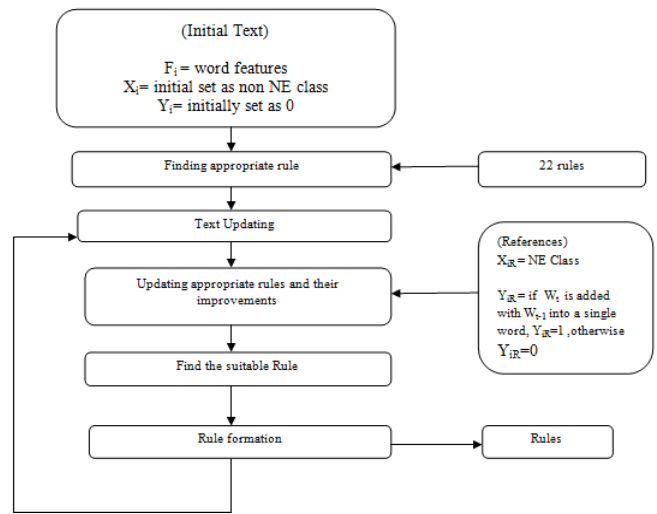 (Initial Text)
Fi = word features
Xi= initial set as non NE class
Yi= initially set as 0
Finding appropriate rule
22 rules
Text Updating
(References)
XiR = NE Class
YiR = if Wt is added
with Wt-1 into a single
word, YiR=1 ,otherwise
YiR=0
Updating appropriate rules and their
improvements
Find the suitable Rule
Rule formation
Rules